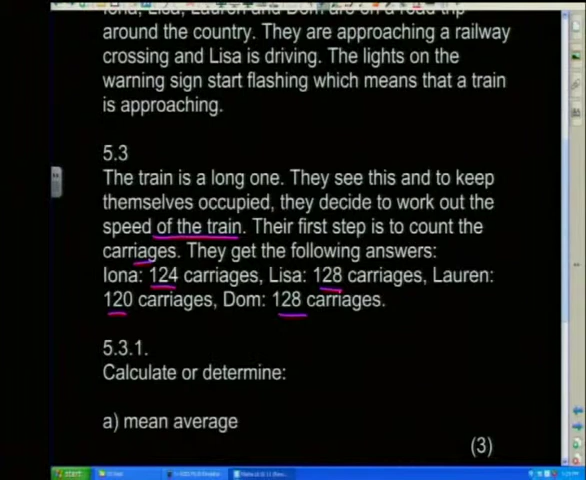 Iona, Lisa, Lauren and Dom are on a road trip
around the country. They are approaching a railway
crossing and Lisa is driving. The lights on the
warning sign start flashing which means that a train
is approaching.
5.3
The train is a long one. They see this and to keep
themselves occupied, they decide to work out the
speed of the train. Their first step is to count the
carriages. They get the following answers:
Iona: 124 carriages, Lisa: 128 carriages, Lauren:
120 carriages, Dom: 128 carriages.
5.3.1.
Calculate or determine:
a) mean average
(3)
start